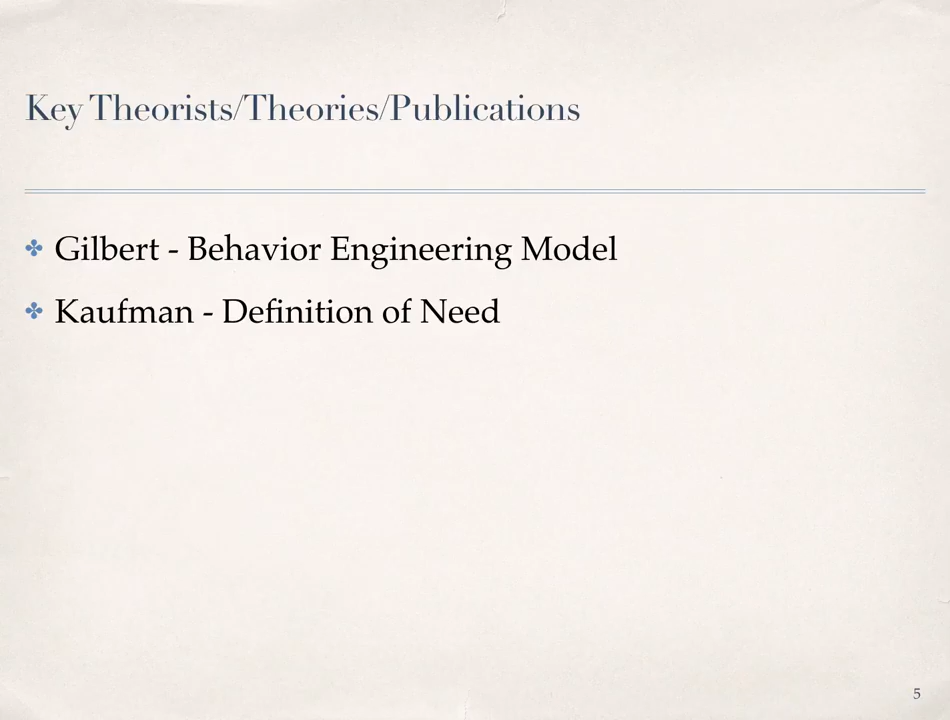 Key Theorists/Theories/Publications
✤ Gilbert - Behavior Engineering Model
✤ Kaufman - Definition of Need
5